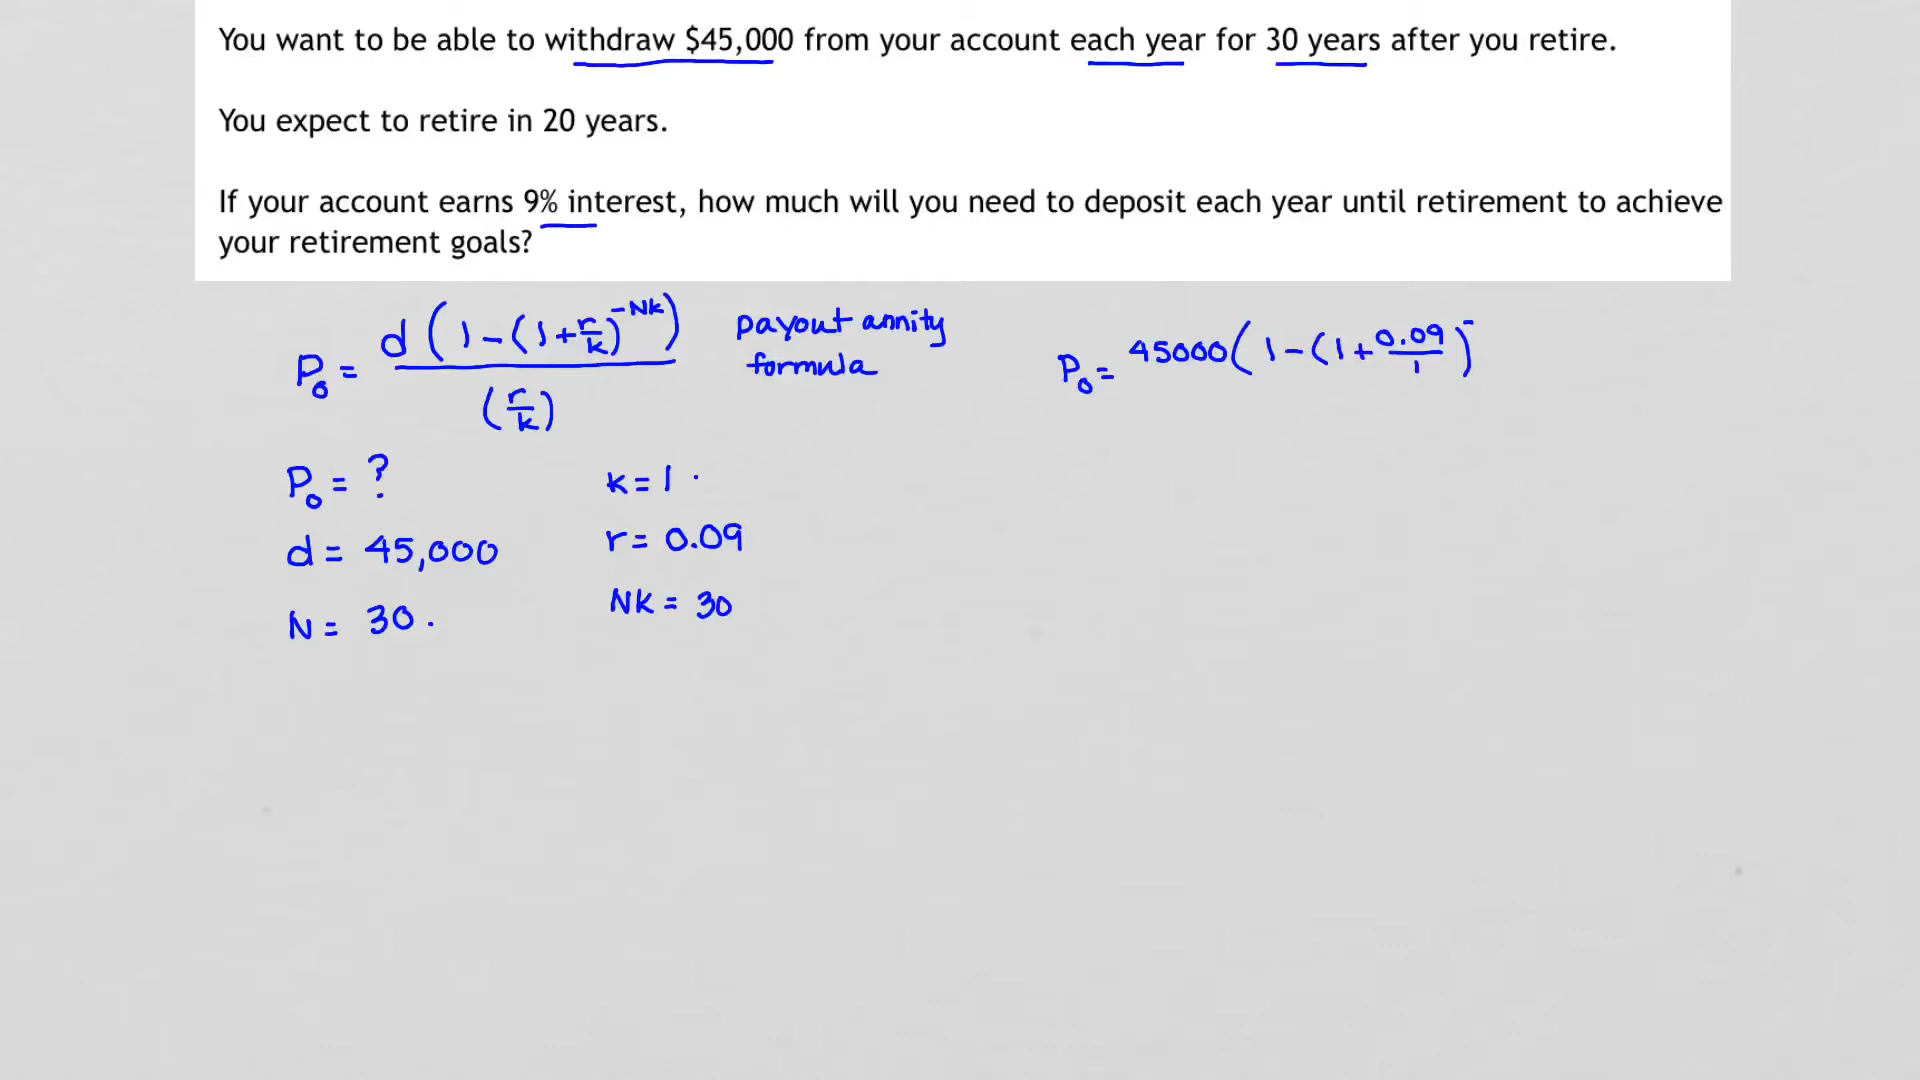 You want to be able to withdraw $45,000 from your account each year for 30 years after you retire.
You expect to retire in 20 years.
If your account earns 9% interest, how much will you need to deposit each year until retirement to achieve
your retirement goals?
P₀ = d(1-(1+r/k)^-Nk) / (r/k)
payout annity
formula
P₀ = 45000(1-(1+0.09/1)^-
P₀ = ?
k = 1 .
d = 45,000
r = 0.09
N = 30 .
Nk = 30